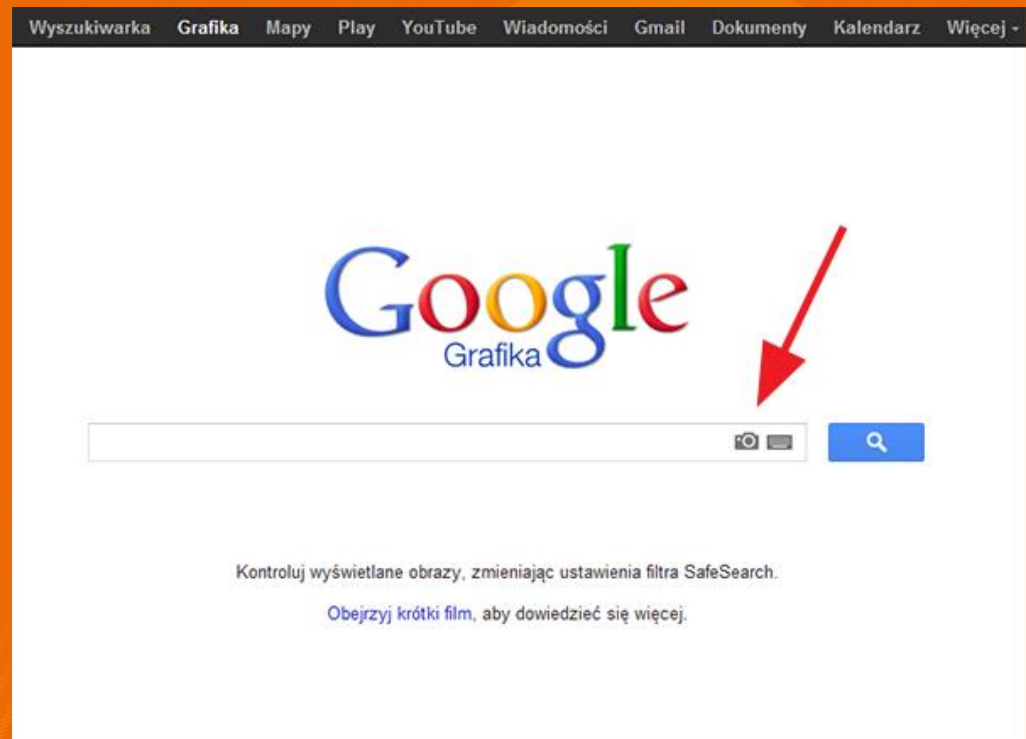 Wyszukiwarka Grafika Mapy Play YouTube Wiadomości Gmail Dokumenty Kalendarz Więcej
Google
Grafika
Kontroluj wyświetlane obrazy, zmieniając ustawienia filtra SafeSearch.
Obejrzyj krótki film, aby dowiedzieć się więcej.